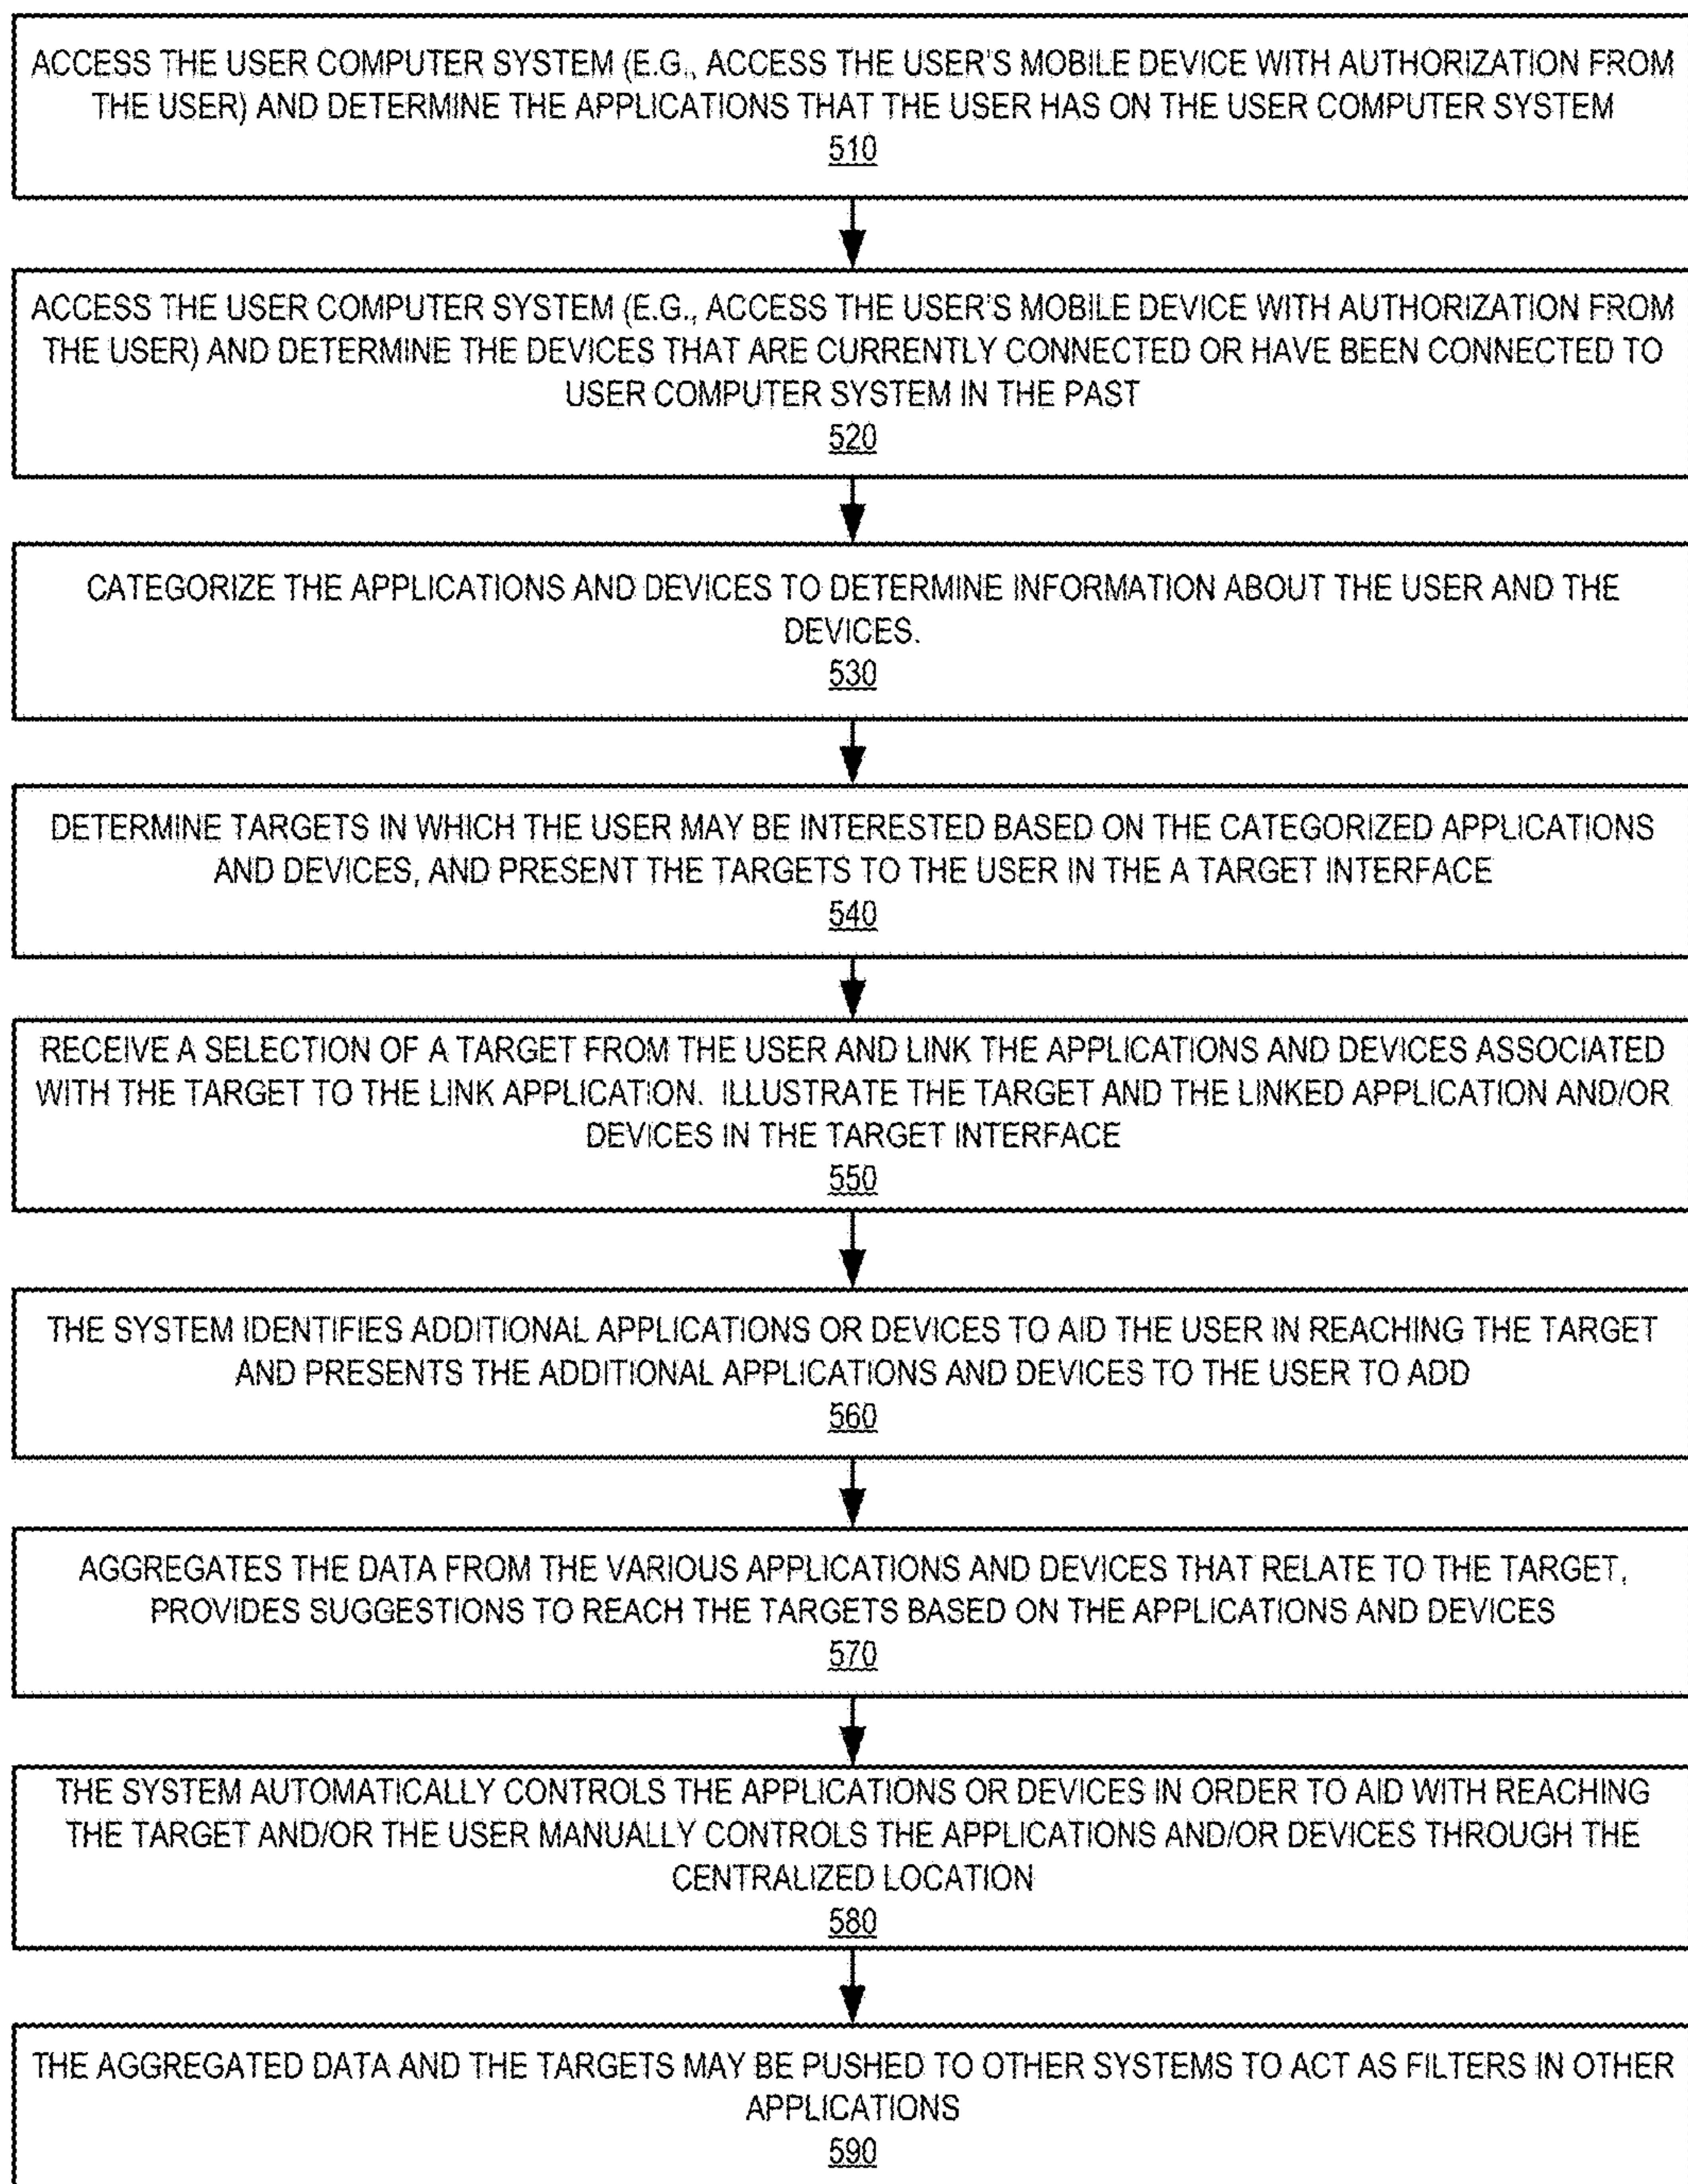 ACCESS THE USER COMPUTER SYSTEM (E.G., ACCESS THE USER'S MOBILE DEVICE WITH AUTHORIZATION FROM
THE USER) AND DETERMINE THE APPLICATIONS THAT THE USER HAS ON THE USER COMPUTER SYSTEM
510
ACCESS THE USER COMPUTER SYSTEM (E.G., ACCESS THE USER'S MOBILE DEVICE WITH AUTHORIZATION FROM
THE USER) AND DETERMINE THE DEVICES THAT ARE CURRENTLY CONNECTED OR HAVE BEEN CONNECTED TO
USER COMPUTER SYSTEM IN THE PAST
520
CATEGORIZE THE APPLICATIONS AND DEVICES TO DETERMINE INFORMATION ABOUT THE USER AND THE
DEVICES.
530
DETERMINE TARGETS IN WHICH THE USER MAY BE INTERESTED BASED ON THE CATEGORIZED APPLICATIONS
AND DEVICES, AND PRESENT THE TARGETS TO THE USER IN THE A TARGET INTERFACE
540
RECEIVE A SELECTION OF A TARGET FROM THE USER AND LINK THE APPLICATIONS AND DEVICES ASSOCIATED
WITH THE TARGET TO THE LINK APPLICATION. ILLUSTRATE THE TARGET AND THE LINKED APPLICATION AND/OR
DEVICES IN THE TARGET INTERFACE
550
THE SYSTEM IDENTIFIES ADDITIONAL APPLICATIONS OR DEVICES TO AID THE USER IN REACHING THE TARGET
AND PRESENTS THE ADDITIONAL APPLICATIONS AND DEVICES TO THE USER TO ADD
560
AGGREGATES THE DATA FROM THE VARIOUS APPLICATIONS AND DEVICES THAT RELATE TO THE TARGET,
PROVIDES SUGGESTIONS TO REACH THE TARGETS BASED ON THE APPLICATIONS AND DEVICES
570
THE SYSTEM AUTOMATICALLY CONTROLS THE APPLICATIONS OR DEVICES IN ORDER TO AID WITH REACHING
THE TARGET AND/OR THE USER MANUALLY CONTROLS THE APPLICATIONS AND/OR DEVICES THROUGH THE
CENTRALIZED LOCATION
580
THE AGGREGATED DATA AND THE TARGETS MAY BE PUSHED TO OTHER SYSTEMS TO ACT AS FILTERS IN OTHER
APPLICATIONS
590